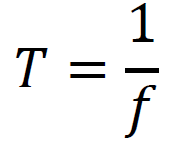 T = 1/f